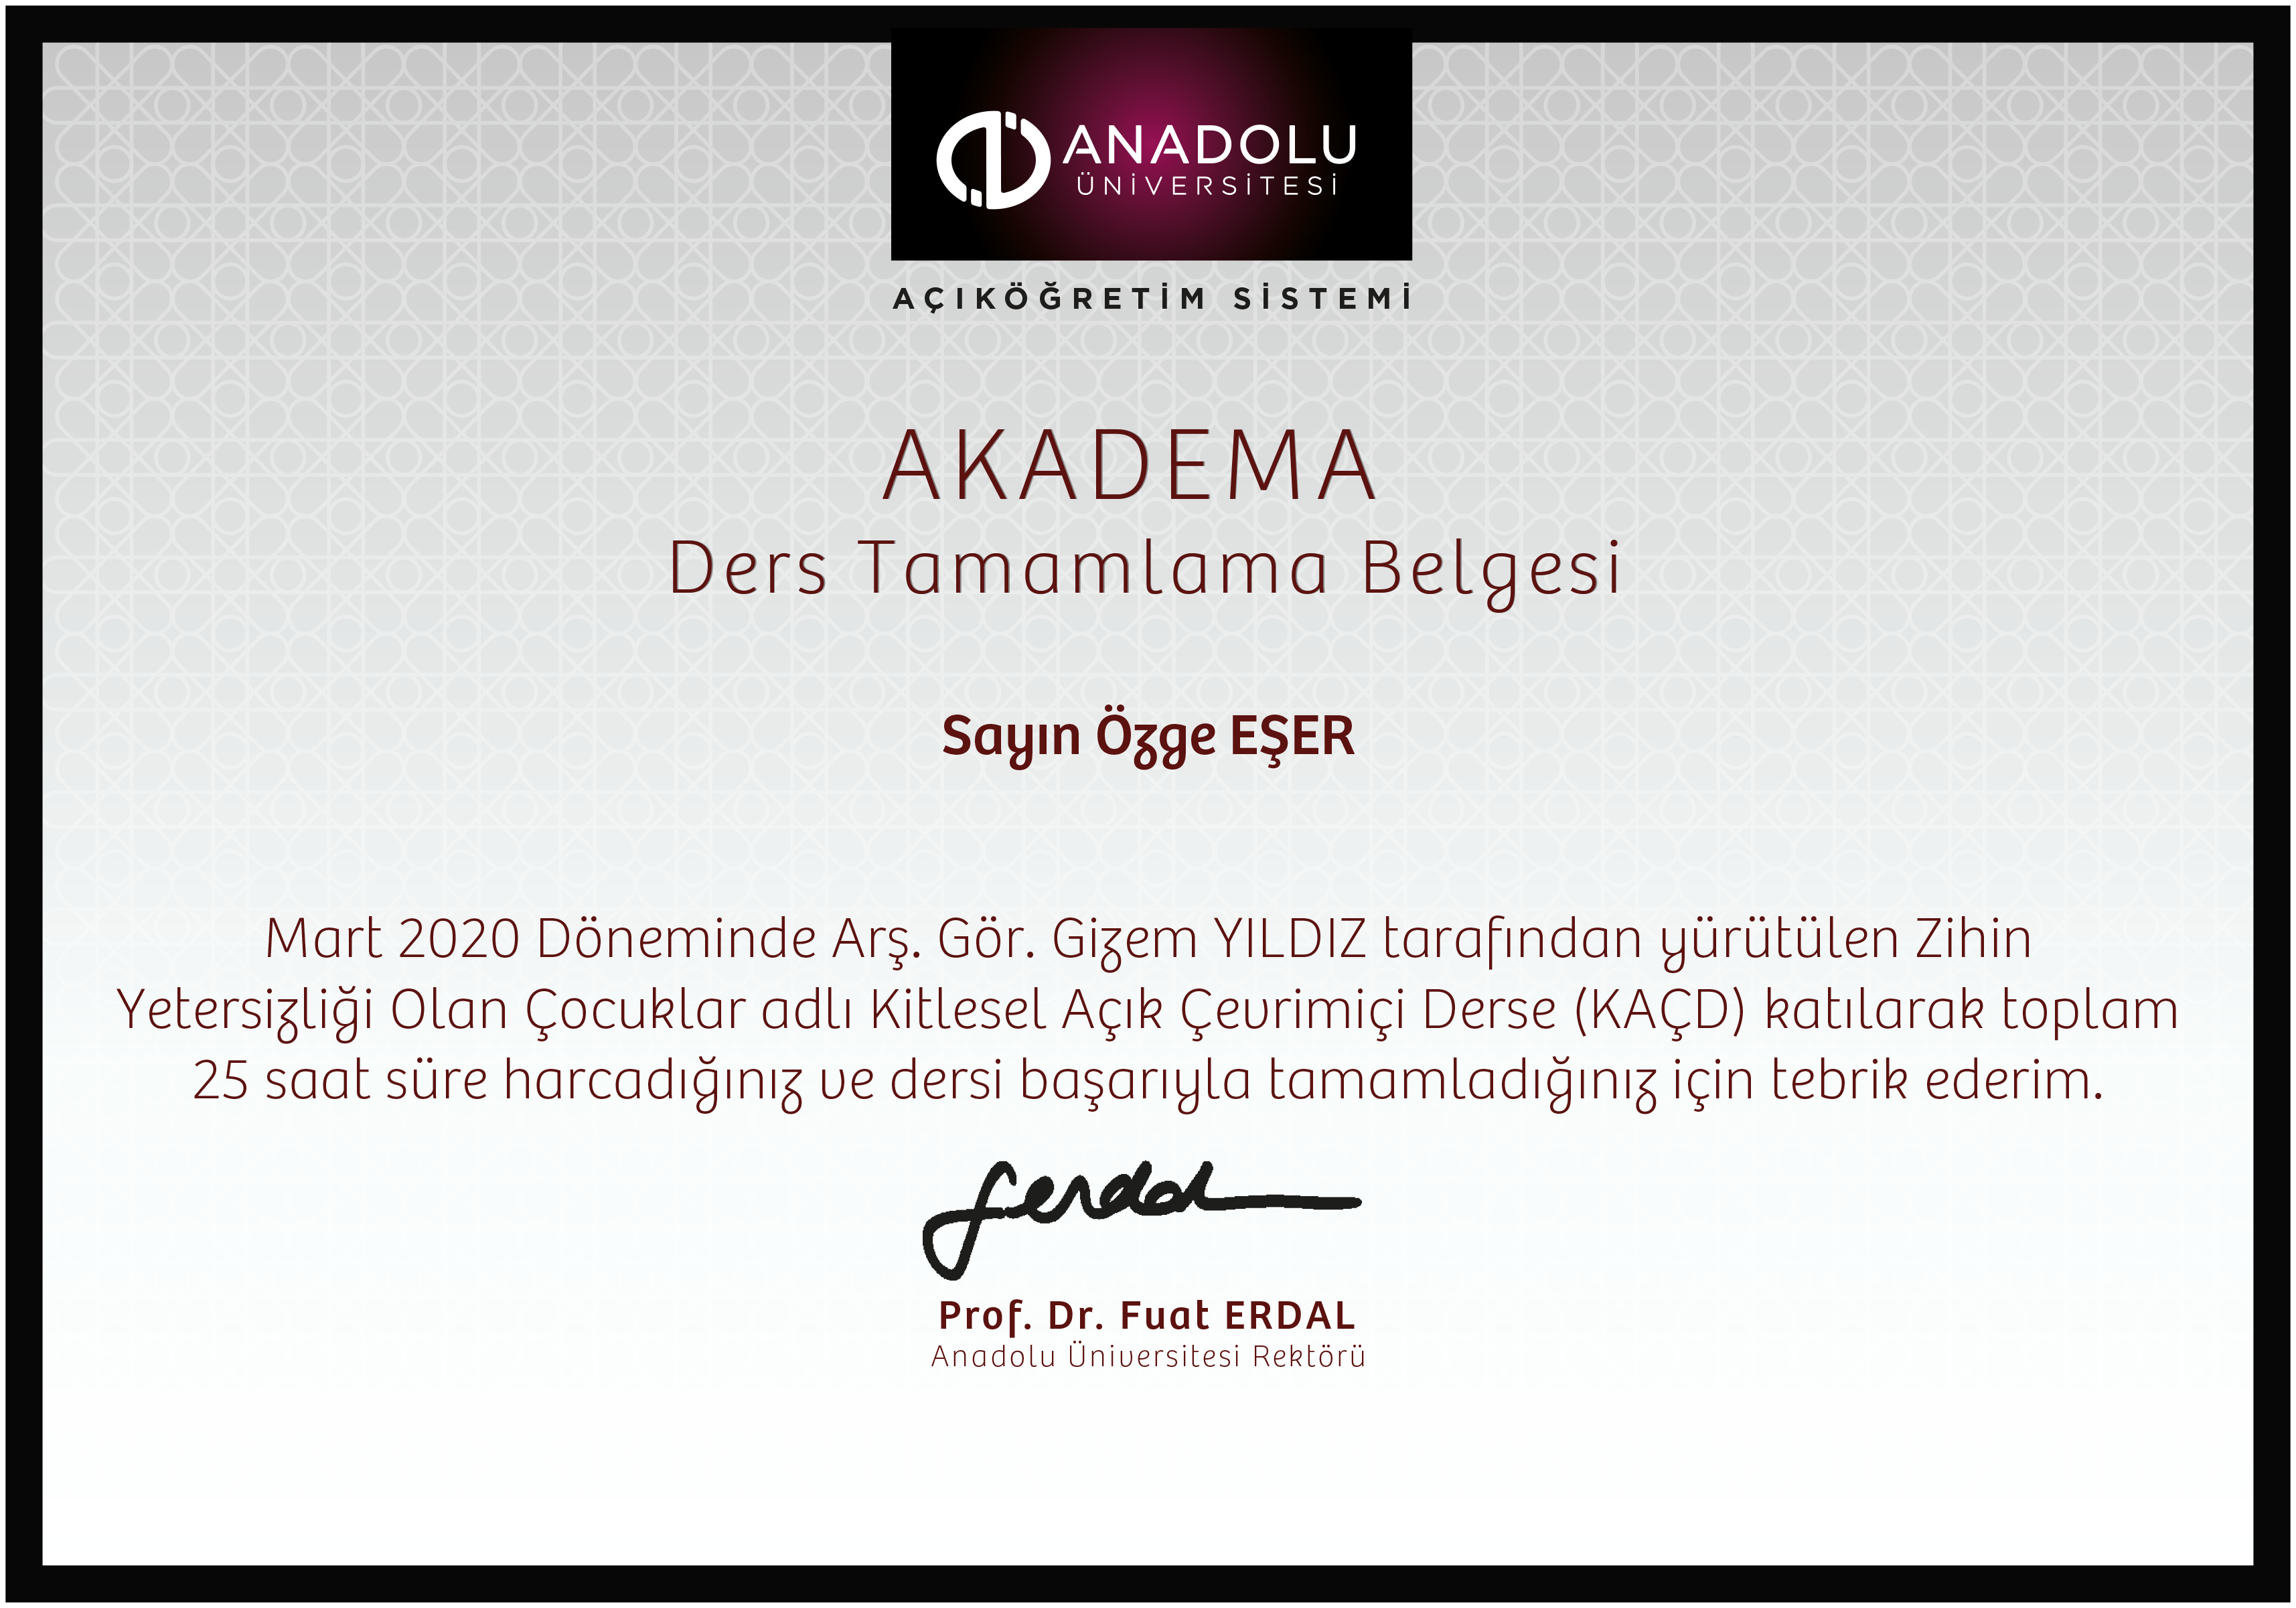 ANADOLU
ÜNİVERSİTESİ
AÇIKÖĞRETİM SİSTEMİ
AKADEMA
Ders Tamamlama Belgesi
Sayın Özge EŞER
Mart 2020 Döneminde Arş. Gör. Gizem YILDIZ tarafından yürütülen Zihin
Yetersizliği Olan Çocuklar adlı Kitlesel Açık Çevrimiçi Derse (KAÇD) katılarak toplam
25 saat süre harcadığınız ve dersi başarıyla tamamladığınız için tebrik ederim.
Prof. Dr. Fuat ERDAL
Anadolu Üniversitesi Rektörü